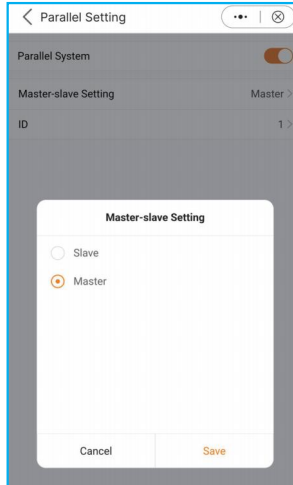 Parallel Setting
Parallel System
Master-slave Setting Master
ID 1
Master-slave Setting
Slave
Master
Cancel Save